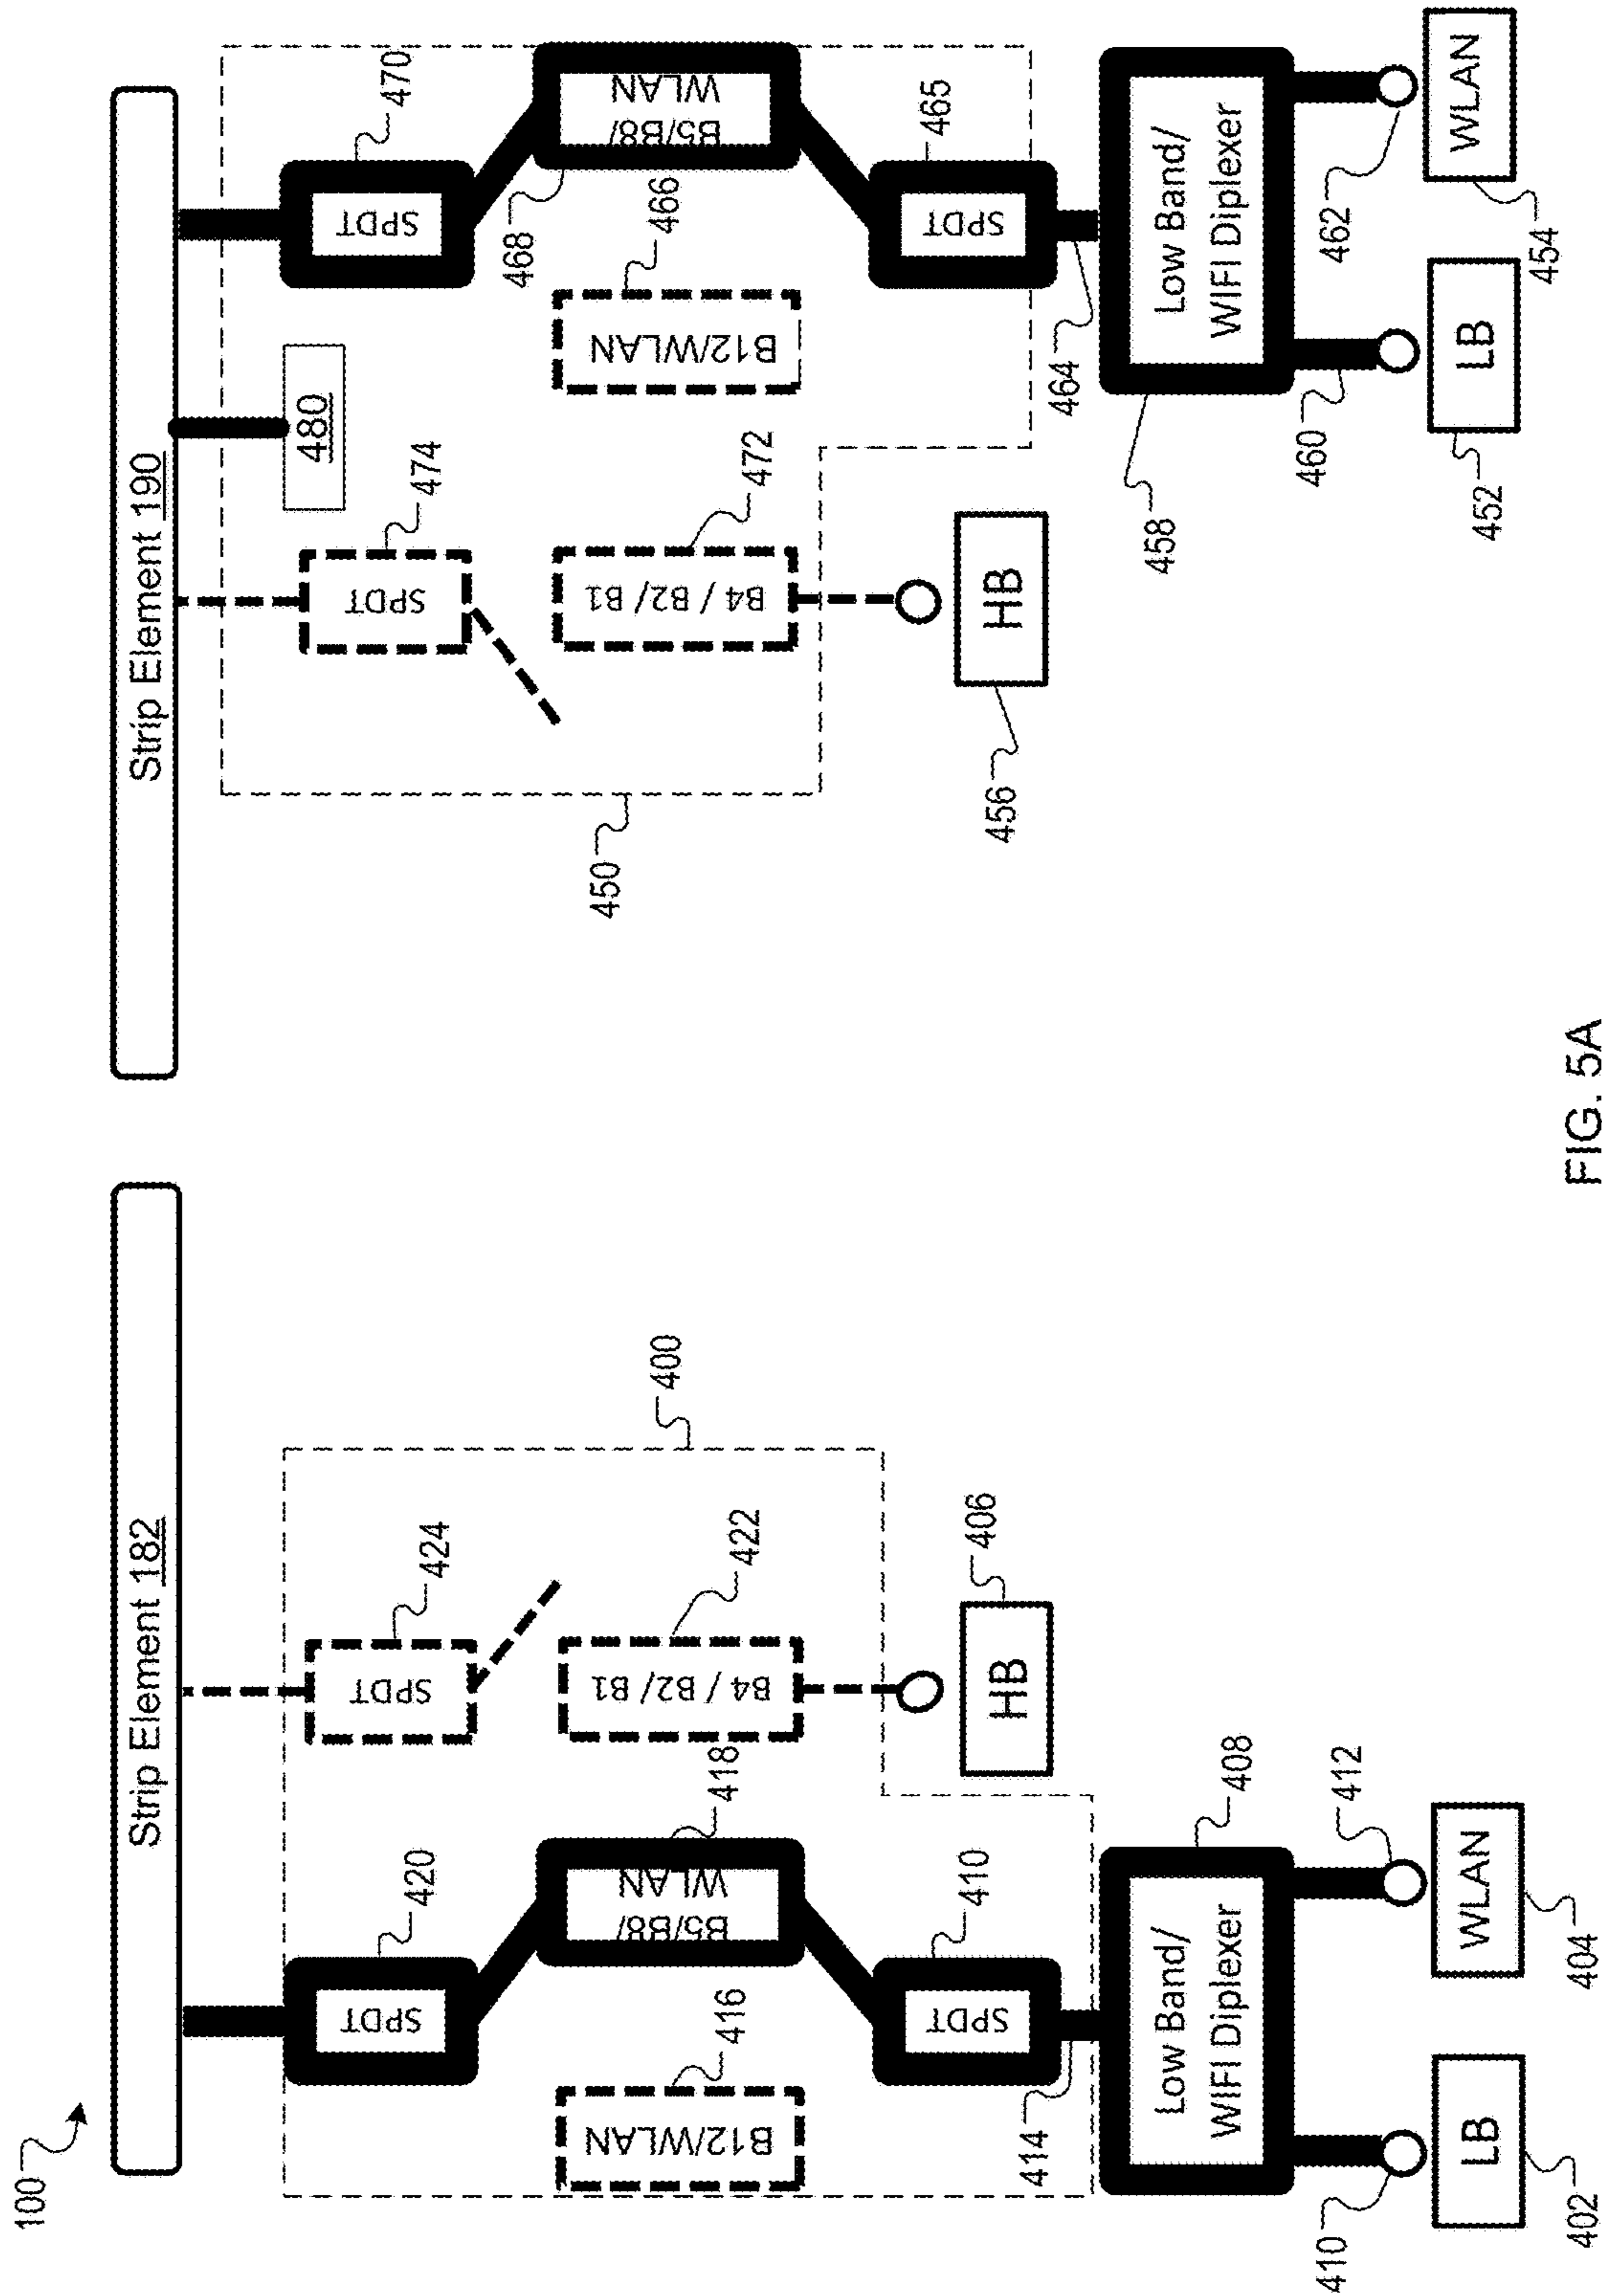 100
Strip Element 182
Strip Element 190
420
SPDT
424
SPDT
400
416
B12/WLAN
418
B5/B8/
WLAN
422
B4 / B2/ B1
410
SPDT
414
406
HB
408
Low Band/
WIFI Diplexer
410
412
402
LB
404
WLAN
474
SPDT
480
470
SPDT
450
472
B4 / B2 / B1
466
B12/WLAN
468
B5/B8/
WLAN
465
SPDT
464
456
HB
458
Low Band/
WIFI Diplexer
460
462
452
LB
454
WLAN
FIG. 5A